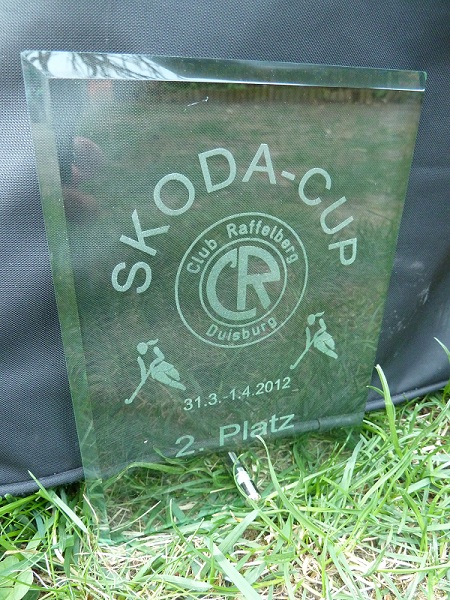 SKODA-CUP
Club Raffelberg
CR
Duisburg
31.3.-1.4.2012
2. Platz